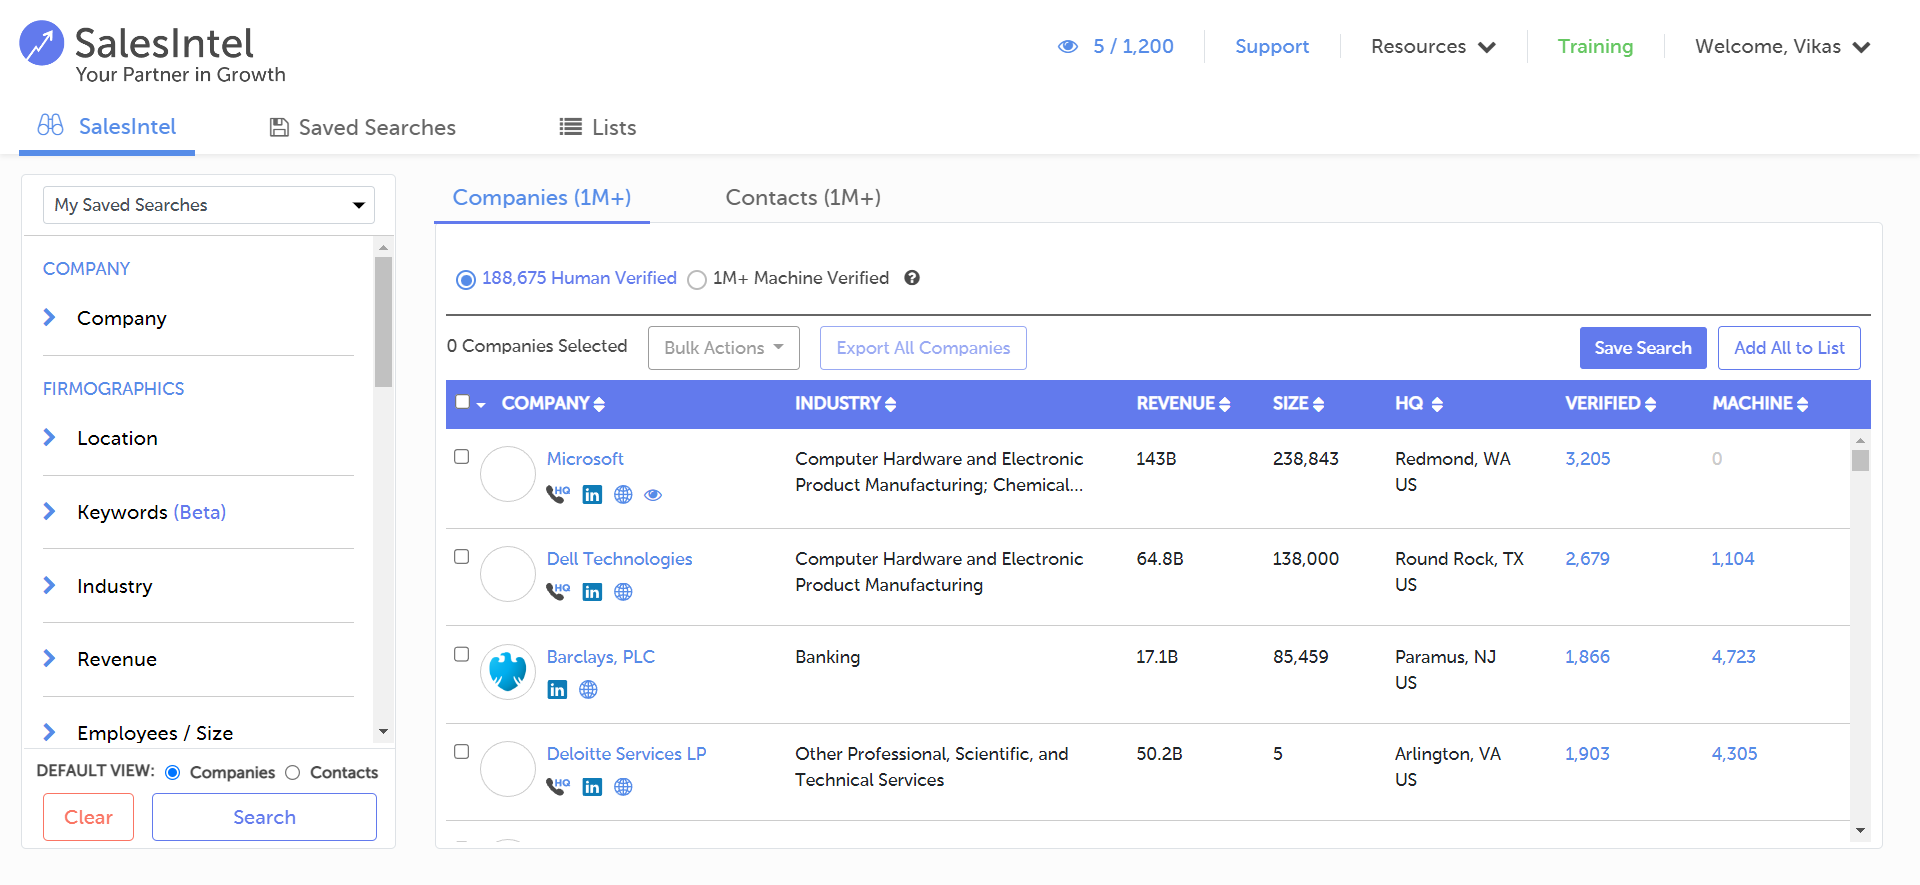 SalesIntel
Your Partner in Growth
5 / 1,200
Support
Resources
Training
Welcome, Vikas
SalesIntel
Saved Searches
Lists
My Saved Searches
COMPANY
Company
FIRMOGRAPHICS
Location
Keywords (Beta)
Industry
Revenue
Employees / Size
DEFAULT VIEW: Companies Contacts
Clear
Search
Companies (1M+)
Contacts (1M+)
188,675 Human Verified
1M+ Machine Verified
?
0 Companies Selected
Bulk Actions
Export All Companies
Save Search
Add All to List
COMPANY INDUSTRY REVENUE SIZE HQ VERIFIED MACHINE
Microsoft
HQ in
Computer Hardware and Electronic
Product Manufacturing; Chemical...
143B
238,843
Redmond, WA
US
3,205
0
Dell Technologies
HQ in
Computer Hardware and Electronic
Product Manufacturing
64.8B
138,000
Round Rock, TX
US
2,679
1,104
Barclays, PLC
in
Banking
17.1B
85,459
Paramus, NJ
US
1,866
4,723
Deloitte Services LP
HQ in
Other Professional, Scientific, and
Technical Services
50.2B
5
Arlington, VA
US
1,903
4,305